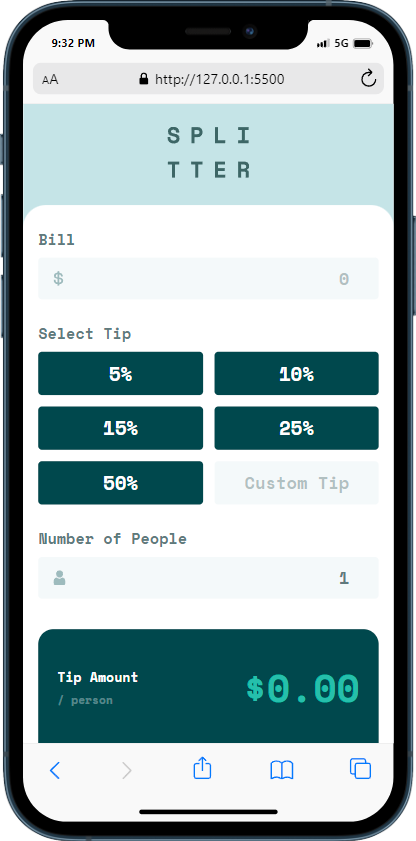 9:32 PM 5G
AA http://127.0.0.1:5500
SPLI
TTER
Bill
$ 0
Select Tip
5% 10%
15% 25%
50% Custom Tip
Number of People
1
Tip Amount
/ person
$0.00